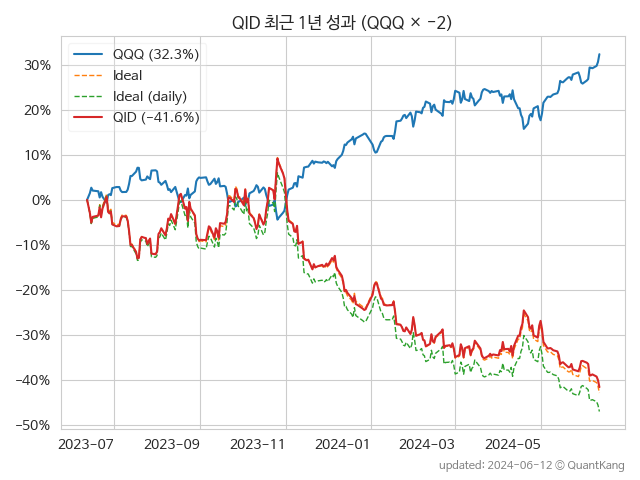 QID 최근 1년 성과 (QQQ × −2)
QQQ (32.3%)
Ideal
Ideal (daily)
QID (−41.6%)
30%
20%
10%
0%
−10%
−20%
−30%
−40%
−50%
2023-07 2023-09 2023-11 2024-01 2024-03 2024-05
updated: 2024-06-12 © QuantKang